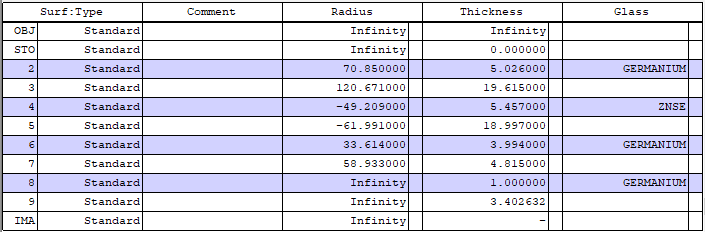 Surf:Type Comment Radius Thickness Glass
OBJ Standard Infinity Infinity
STO Standard Infinity 0.000000
2 Standard 70.850000 5.026000 GERMANIUM
3 Standard 120.671000 19.615000
4 Standard -49.209000 5.457000 ZNSE
5 Standard -61.991000 18.997000
6 Standard 33.614000 3.994000 GERMANIUM
7 Standard 58.933000 4.815000
8 Standard Infinity 1.000000 GERMANIUM
9 Standard Infinity 3.402632
IMA Standard Infinity -